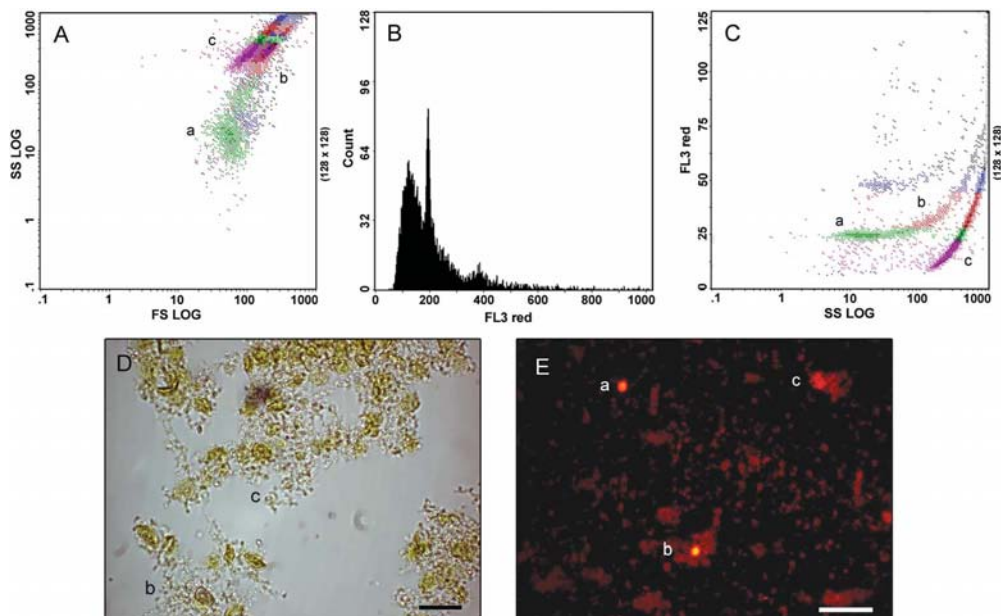 A
SS LOG
1000
100
10
1
.1
c
b
a
.1
1
10
100
1000
FS LOG
(128 x 128)
B
Count
128
96
64
32
0
0
200
400
600
800
1000
FL3 red
C
FL3 red
125
100
75
50
25
.1
a
b
c
.1
1
10
100
1000
SS LOG
(128 x 128)
D
c
b
E
a
c
b